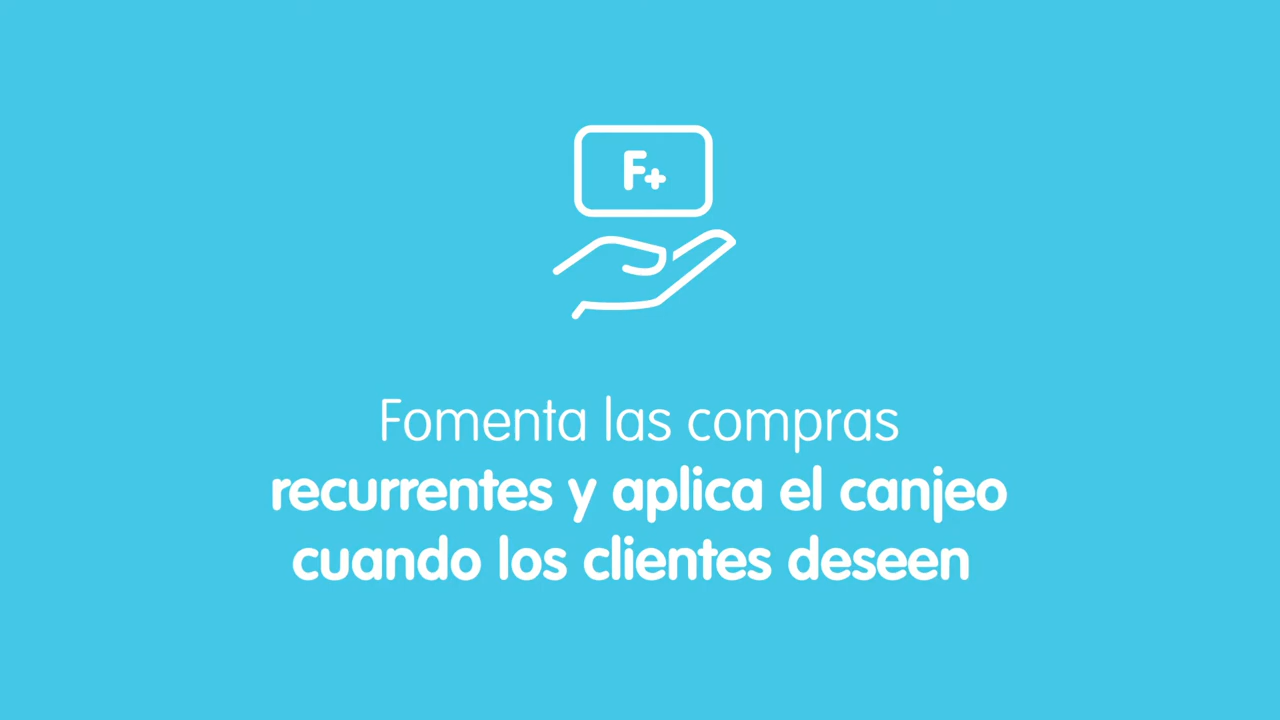 F+
Fomenta las compras
recurrentes y aplica el canjeo
cuando los clientes deseen